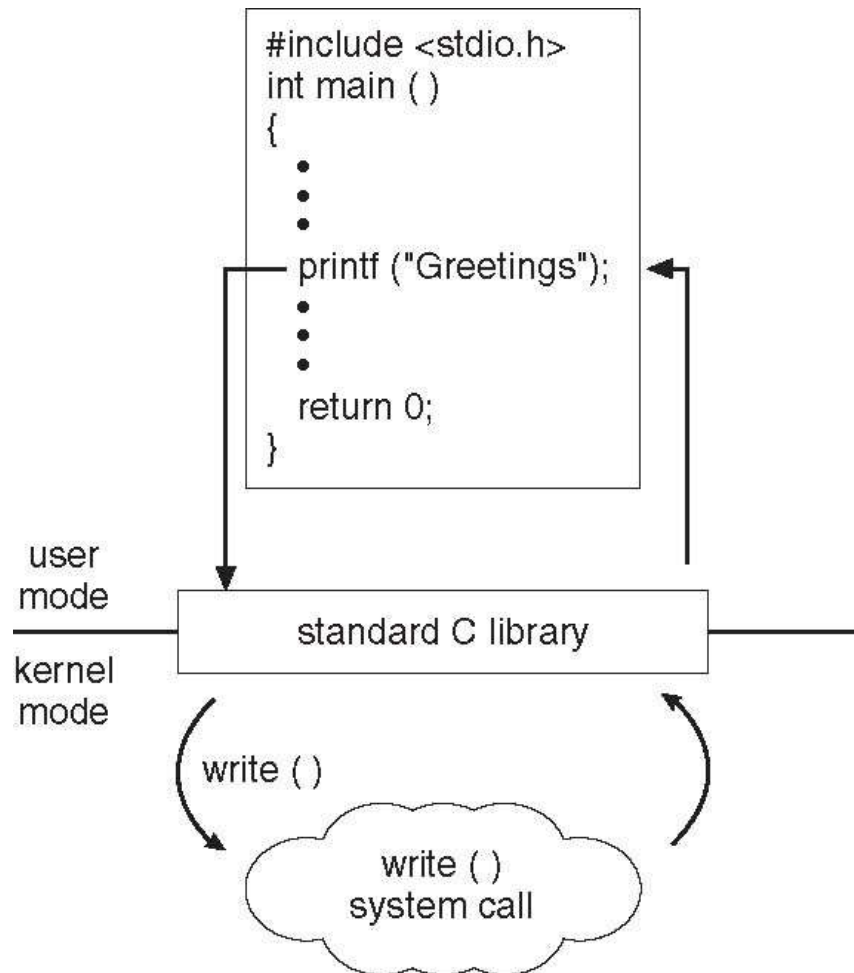 #include <stdio.h>
int main ( )
{
•
•
•
printf ("Greetings");
•
•
•
return 0;
}
user
mode
standard C library
kernel
mode
write ( )
write ( )
system call